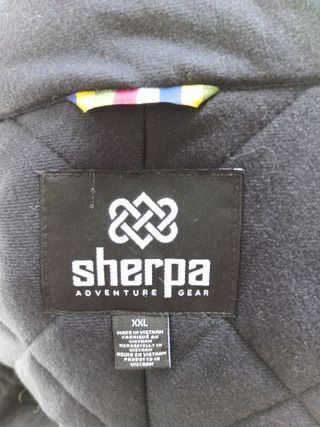 sherpa
ADVENTURE GEAR
XXL
MADE IN VIETNAM
FABRIQUÉ AU
VIETNAM
HERGESTELLT IN
VIETNAM
HECHO EN VIETNAM
PRODOTTO IN
VIETNAM